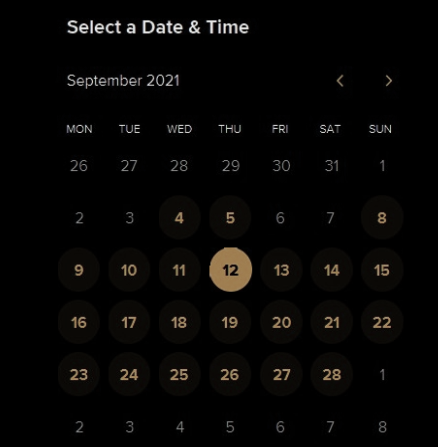 Select a Date & Time
September 2021
MON TUE WED THU FRI SAT SUN
26 27 28 29 30 31 1
2 3 4 5 6 7 8
9 10 11 12 13 14 15
16 17 18 19 20 21 22
23 24 25 26 27 28 1
2 3 4 5 6 7 8